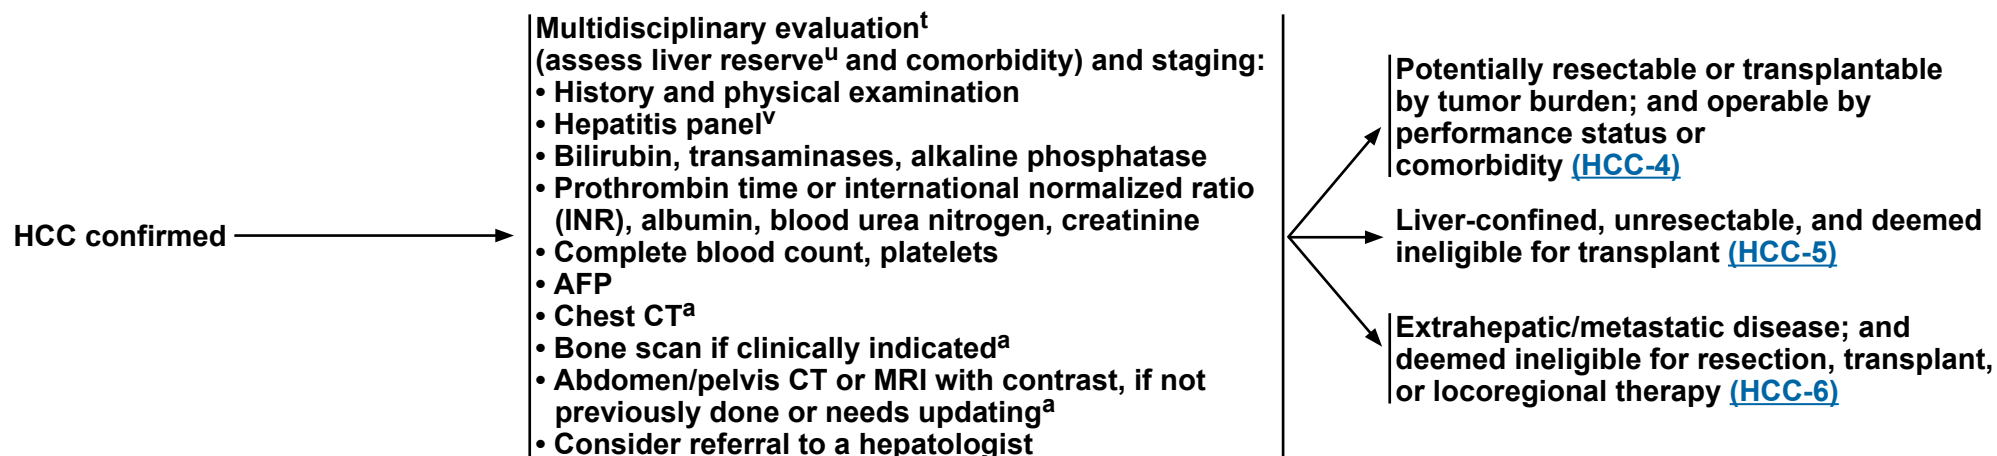 HCC confirmed
Multidisciplinary evaluationᵗ
(assess liver reserveᵘ and comorbidity) and staging:
• History and physical examination
• Hepatitis panelᵛ
• Bilirubin, transaminases, alkaline phosphatase
• Prothrombin time or international normalized ratio
(INR), albumin, blood urea nitrogen, creatinine
• Complete blood count, platelets
• AFP
• Chest CTᵃ
• Bone scan if clinically indicatedᵃ
• Abdomen/pelvis CT or MRI with contrast, if not
previously done or needs updatingᵃ
• Consider referral to a hepatologist
Potentially resectable or transplantable
by tumor burden; and operable by
performance status or
comorbidity (HCC-4)
Liver-confined, unresectable, and deemed
ineligible for transplant (HCC-5)
Extrahepatic/metastatic disease; and
deemed ineligible for resection, transplant,
or locoregional therapy (HCC-6)